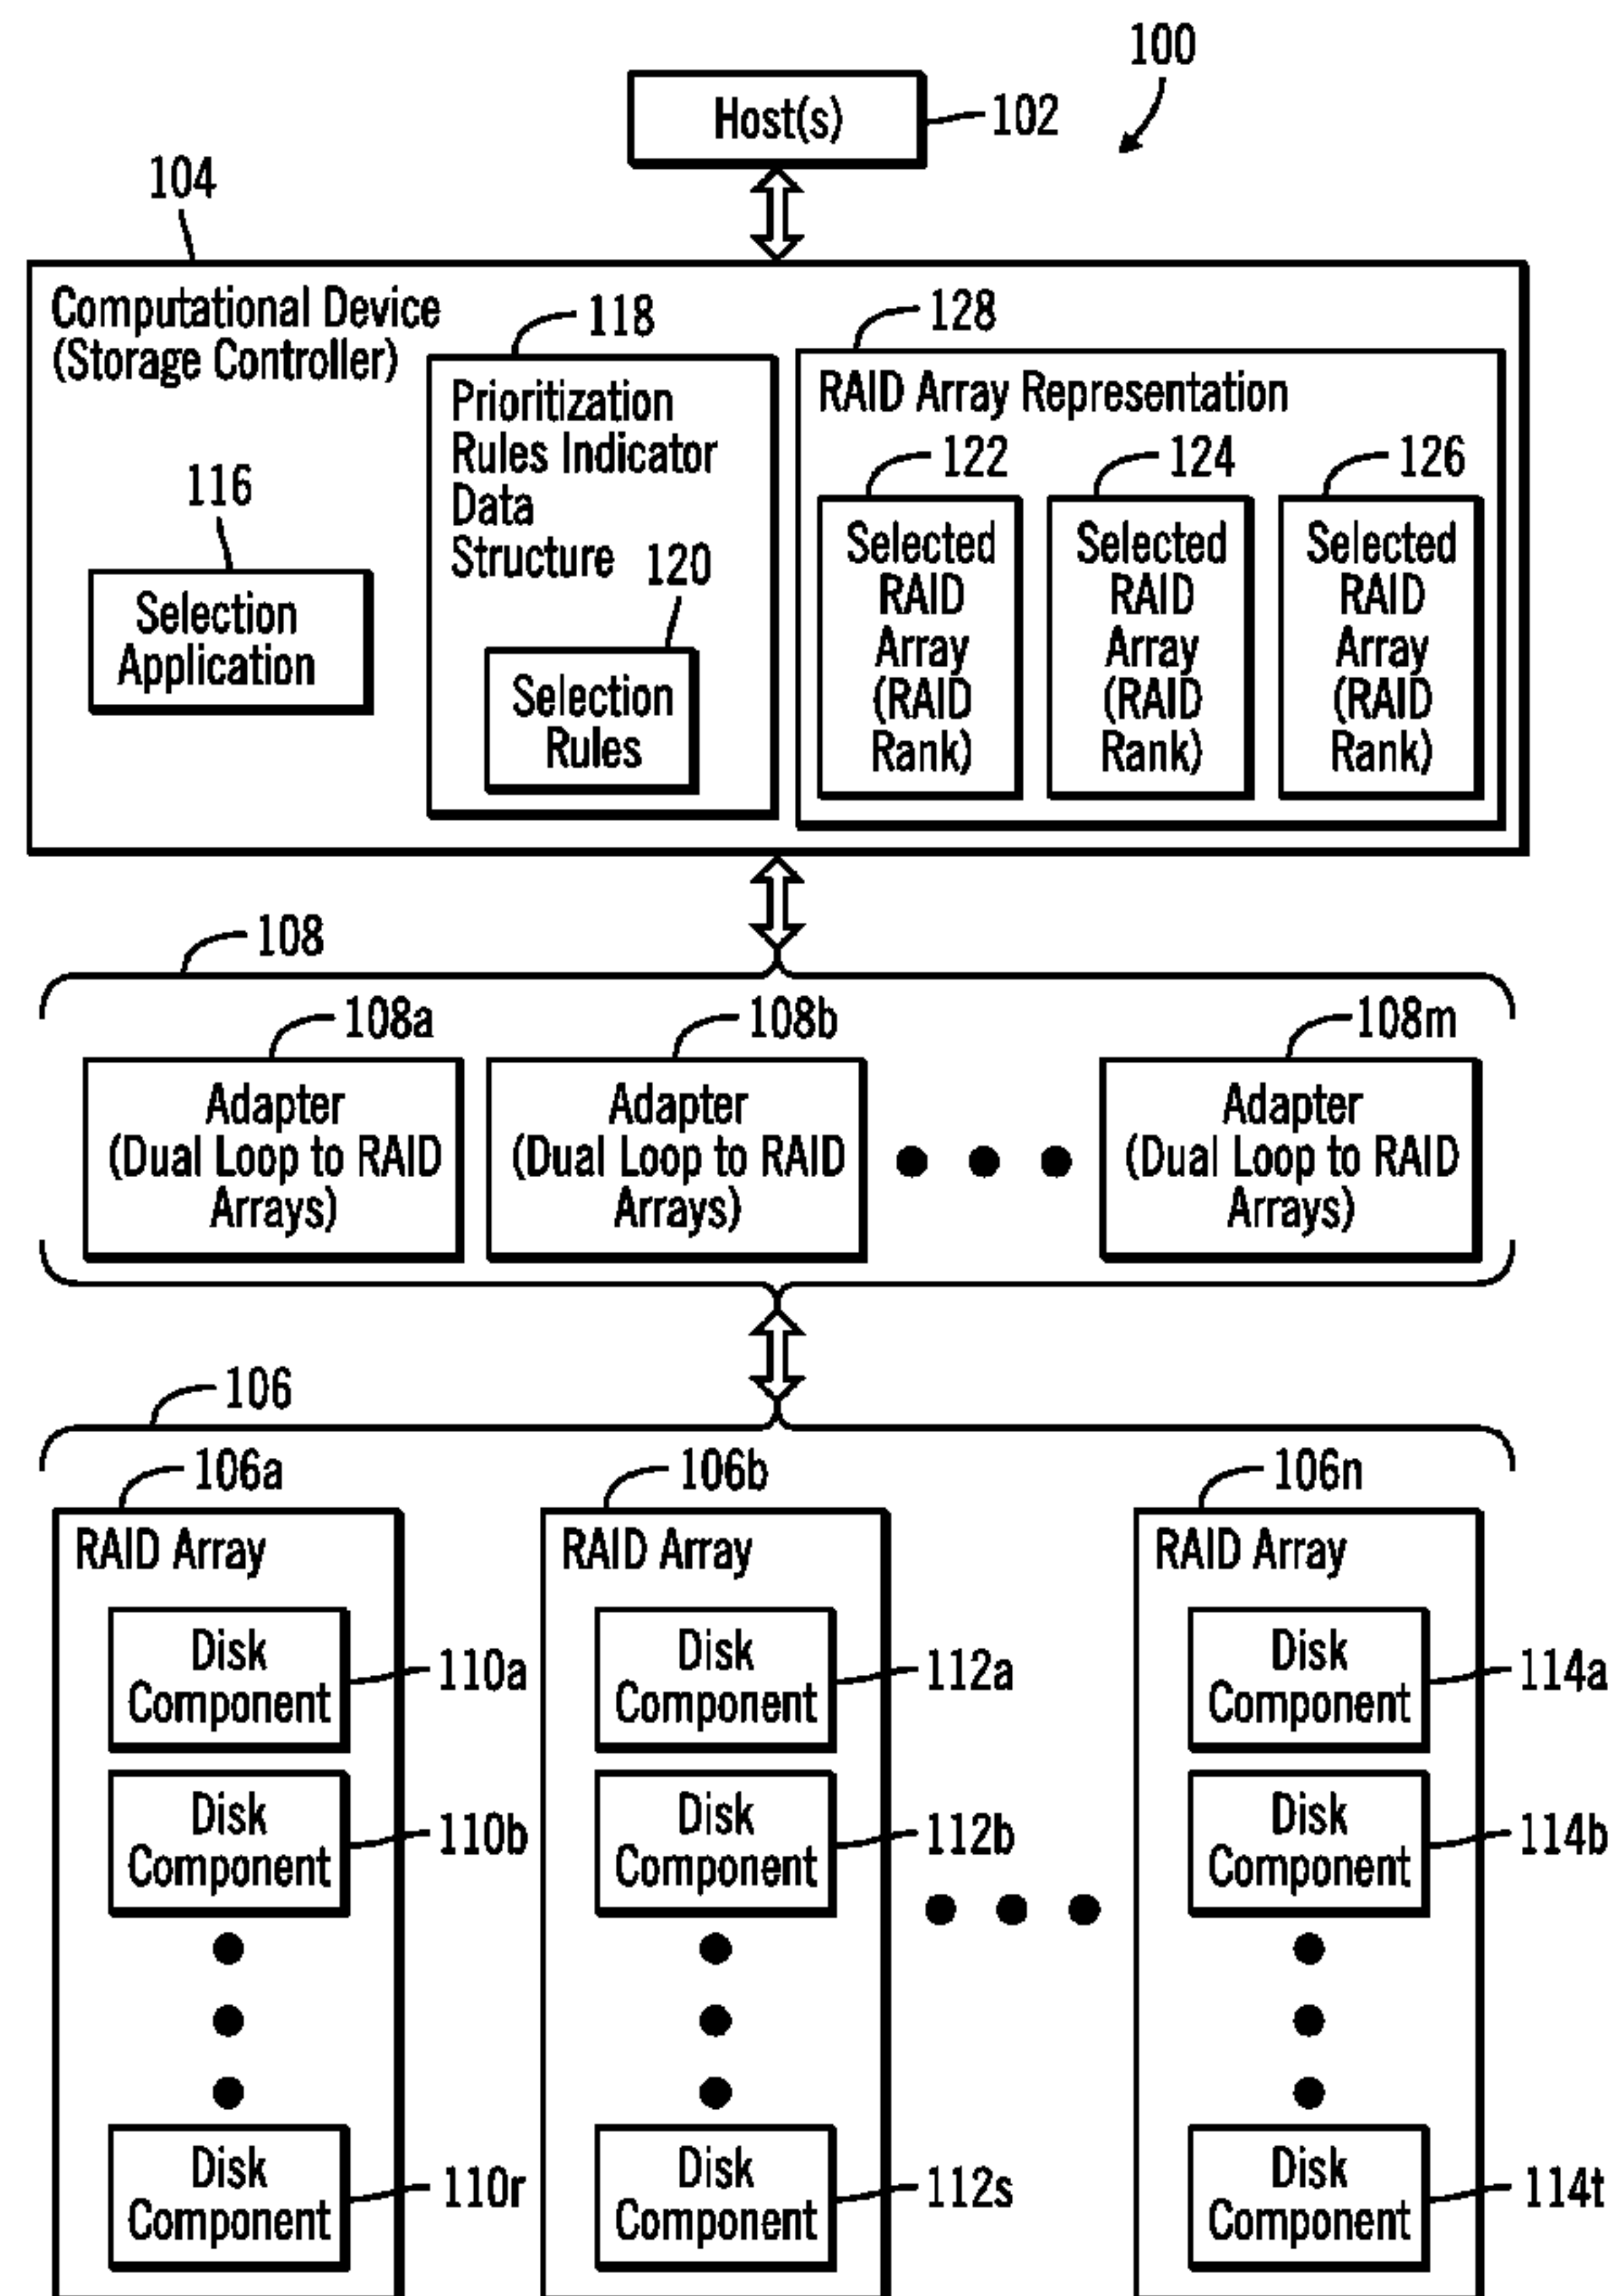 100
Host(s)
102
104
Computational Device
(Storage Controller)
118
128
Prioritization
Rules Indicator
Data
Structure
RAID Array Representation
122
124
126
116
120
Selection
Application
Selection
Rules
Selected
RAID
Array
(RAID
Rank)
Selected
RAID
Array
(RAID
Rank)
Selected
RAID
Array
(RAID
Rank)
108
108a
108b
108m
Adapter
(Dual Loop to RAID
Arrays)
Adapter
(Dual Loop to RAID
Arrays)
Adapter
(Dual Loop to RAID
Arrays)
106
106a
106b
106n
RAID Array
Disk
Component
110a
Disk
Component
110b
Disk
Component
110r
RAID Array
Disk
Component
112a
Disk
Component
112b
Disk
Component
112s
RAID Array
Disk
Component
114a
Disk
Component
114b
Disk
Component
114t